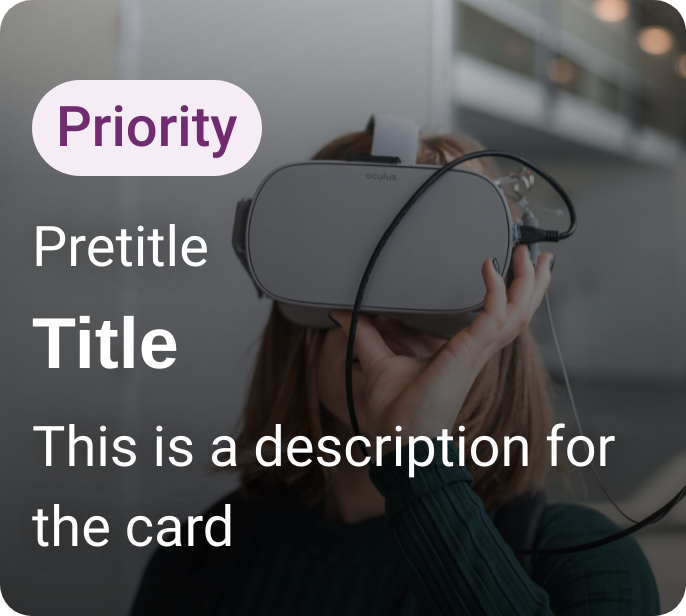 Priority
oculus
Pretitle
Title
This is a description for
the card